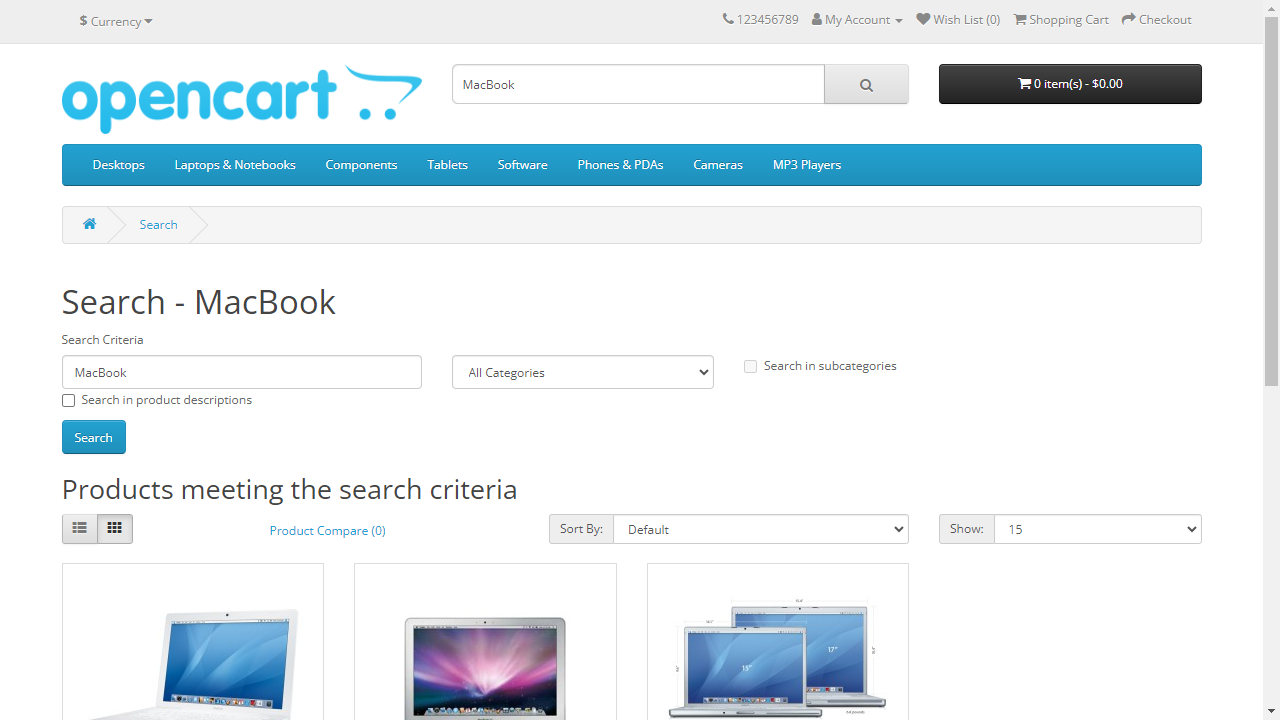 $ Currency
123456789
My Account
Wish List (0)
Shopping Cart
Checkout
opencart
MacBook
0 item(s) - $0.00
Desktops
Laptops & Notebooks
Components
Tablets
Software
Phones & PDAs
Cameras
MP3 Players
Search
Search - MacBook
Search Criteria
MacBook
All Categories
Search in subcategories
Search in product descriptions
Search
Products meeting the search criteria
Product Compare (0)
Sort By:
Default
Show:
15
15"
17"